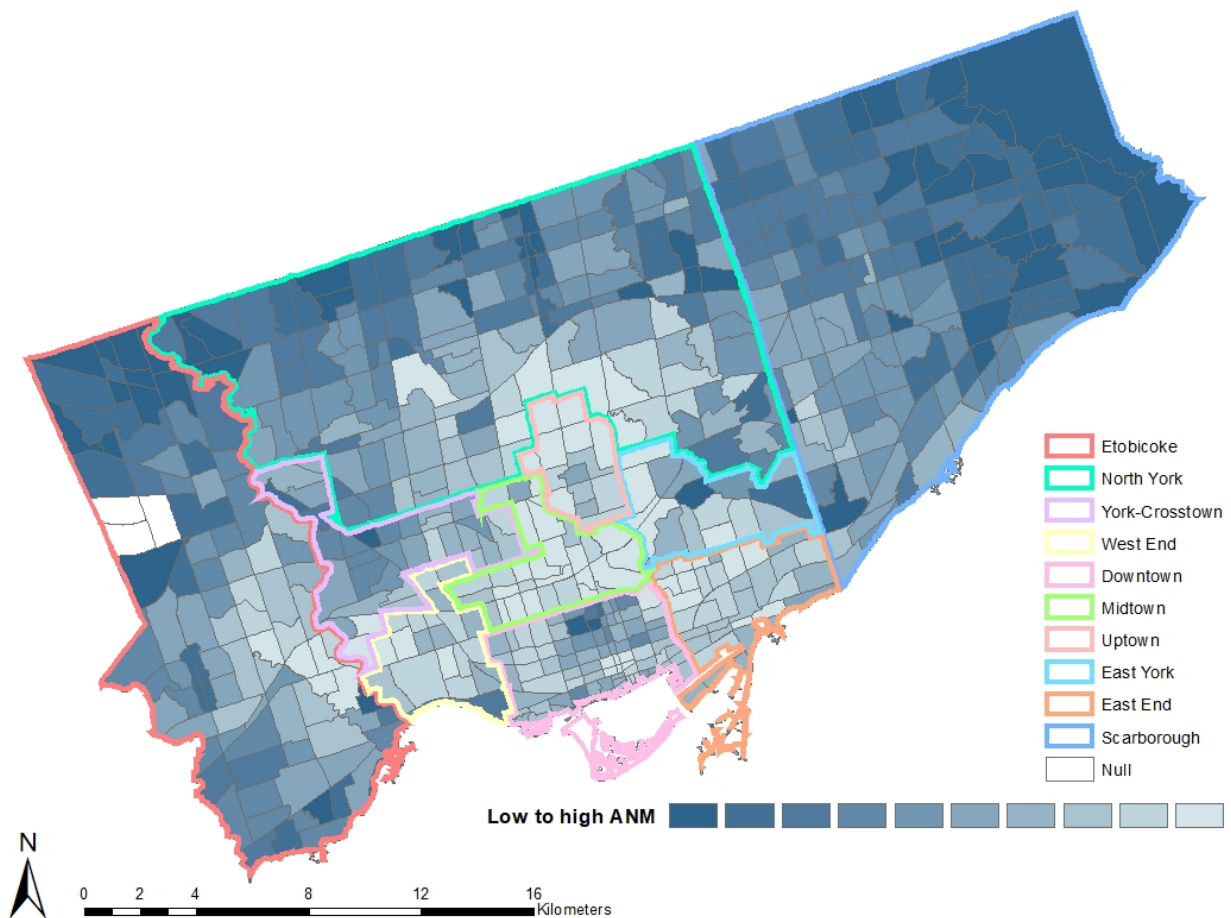 Etobicoke
North York
York-Crosstown
West End
Downtown
Midtown
Uptown
East York
East End
Scarborough
Null
Low to high ANM
N
0 2 4 8 12 16
Kilometers